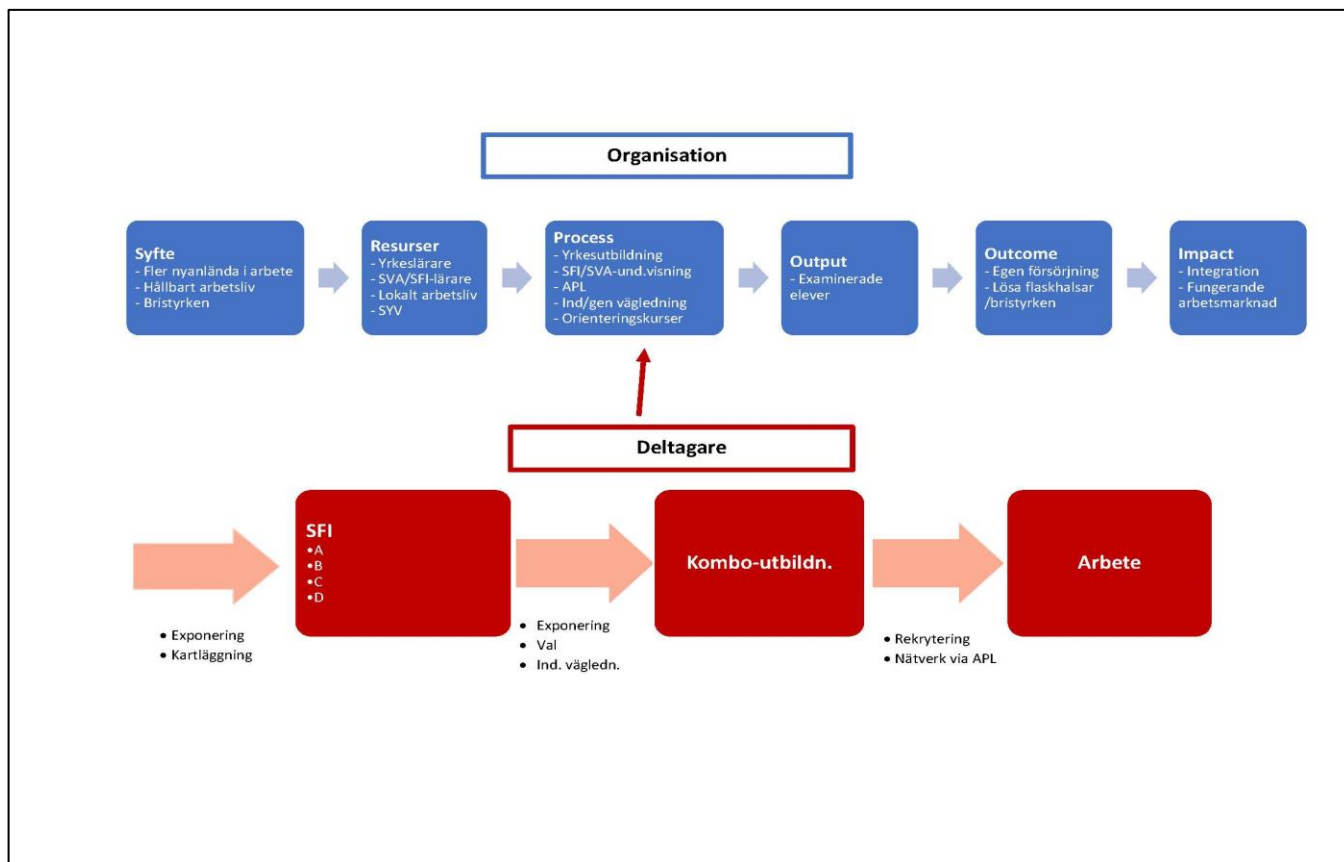 Organisation
Syfte
- Fler nyanlända i arbete
- Hållbart arbetsliv
- Bristyrken
Resurser
- Yrkeslärare
- SVA/SFI-lärare
- Lokalt arbetsliv
- SYV
Process
- Yrkesutbildning
- SFI/SVA-und.visning
- APL
- Ind/gen vägledning
- Orienteringskurser
Output
- Examinerade
elever
Outcome
- Egen försörjning
- Lösa flaskhalsar
/bristyrken
Impact
- Integration
- Fungerande
arbetsmarknad
Deltagare
• Exponering
• Kartläggning
SFI
•A
•B
•C
•D
• Exponering
• Val
• Ind. vägledn.
Kombo-utbildn.
• Rekrytering
• Nätverk via APL
Arbete